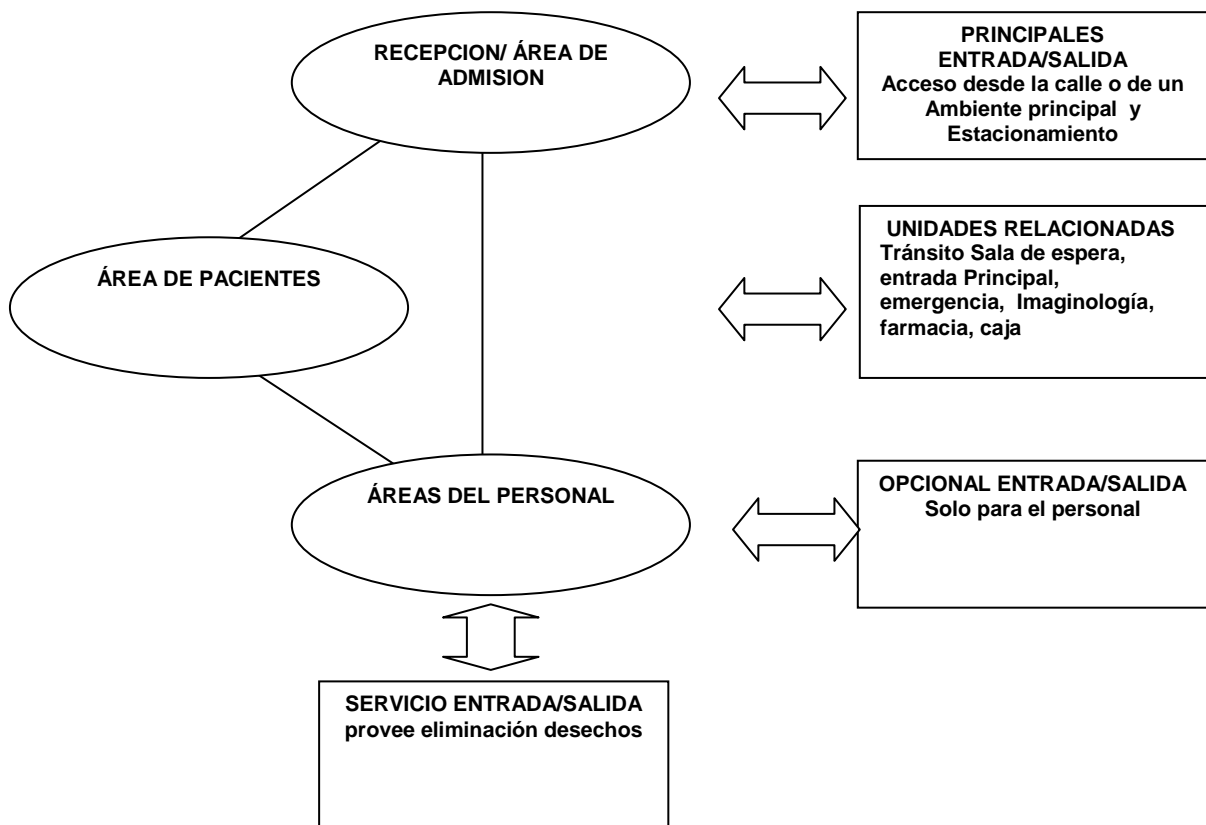 RECEPCION/ ÁREA DE
ADMISION
PRINCIPALES
ENTRADA/SALIDA
Acceso desde la calle o de un
Ambiente principal y
Estacionamiento
UNIDADES RELACIONADAS
Tránsito Sala de espera,
entrada Principal,
emergencia, Imaginología,
farmacia, caja
ÁREA DE PACIENTES
ÁREAS DEL PERSONAL
OPCIONAL ENTRADA/SALIDA
Solo para el personal
SERVICIO ENTRADA/SALIDA
provee eliminación desechos